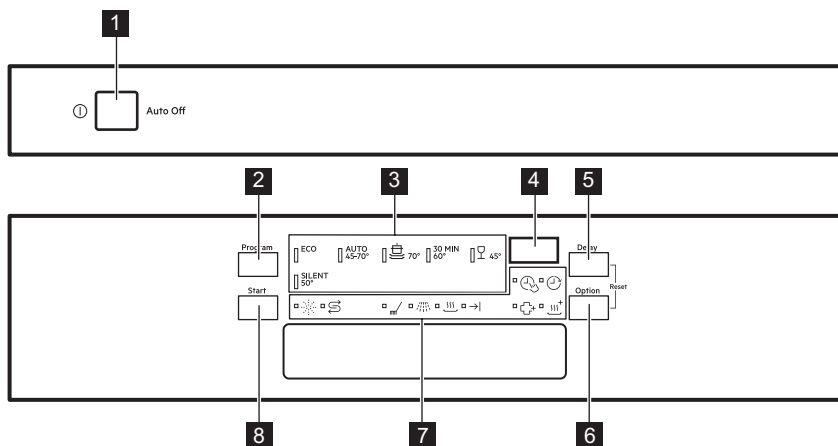 1
Auto Off
2
3
4
5
Program
ECO
AUTO
45-70°
70°
30 MIN
60°
45°
Delay
SILENT
50°
Start
Option
Reset
8
7
6